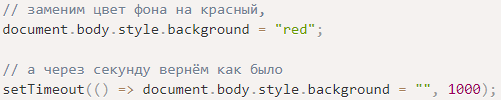 // заменим цвет фона на красный,
document.body.style.background = "red";
// а через секунду вернём как было
setTimeout(() => document.body.style.background = "", 1000);